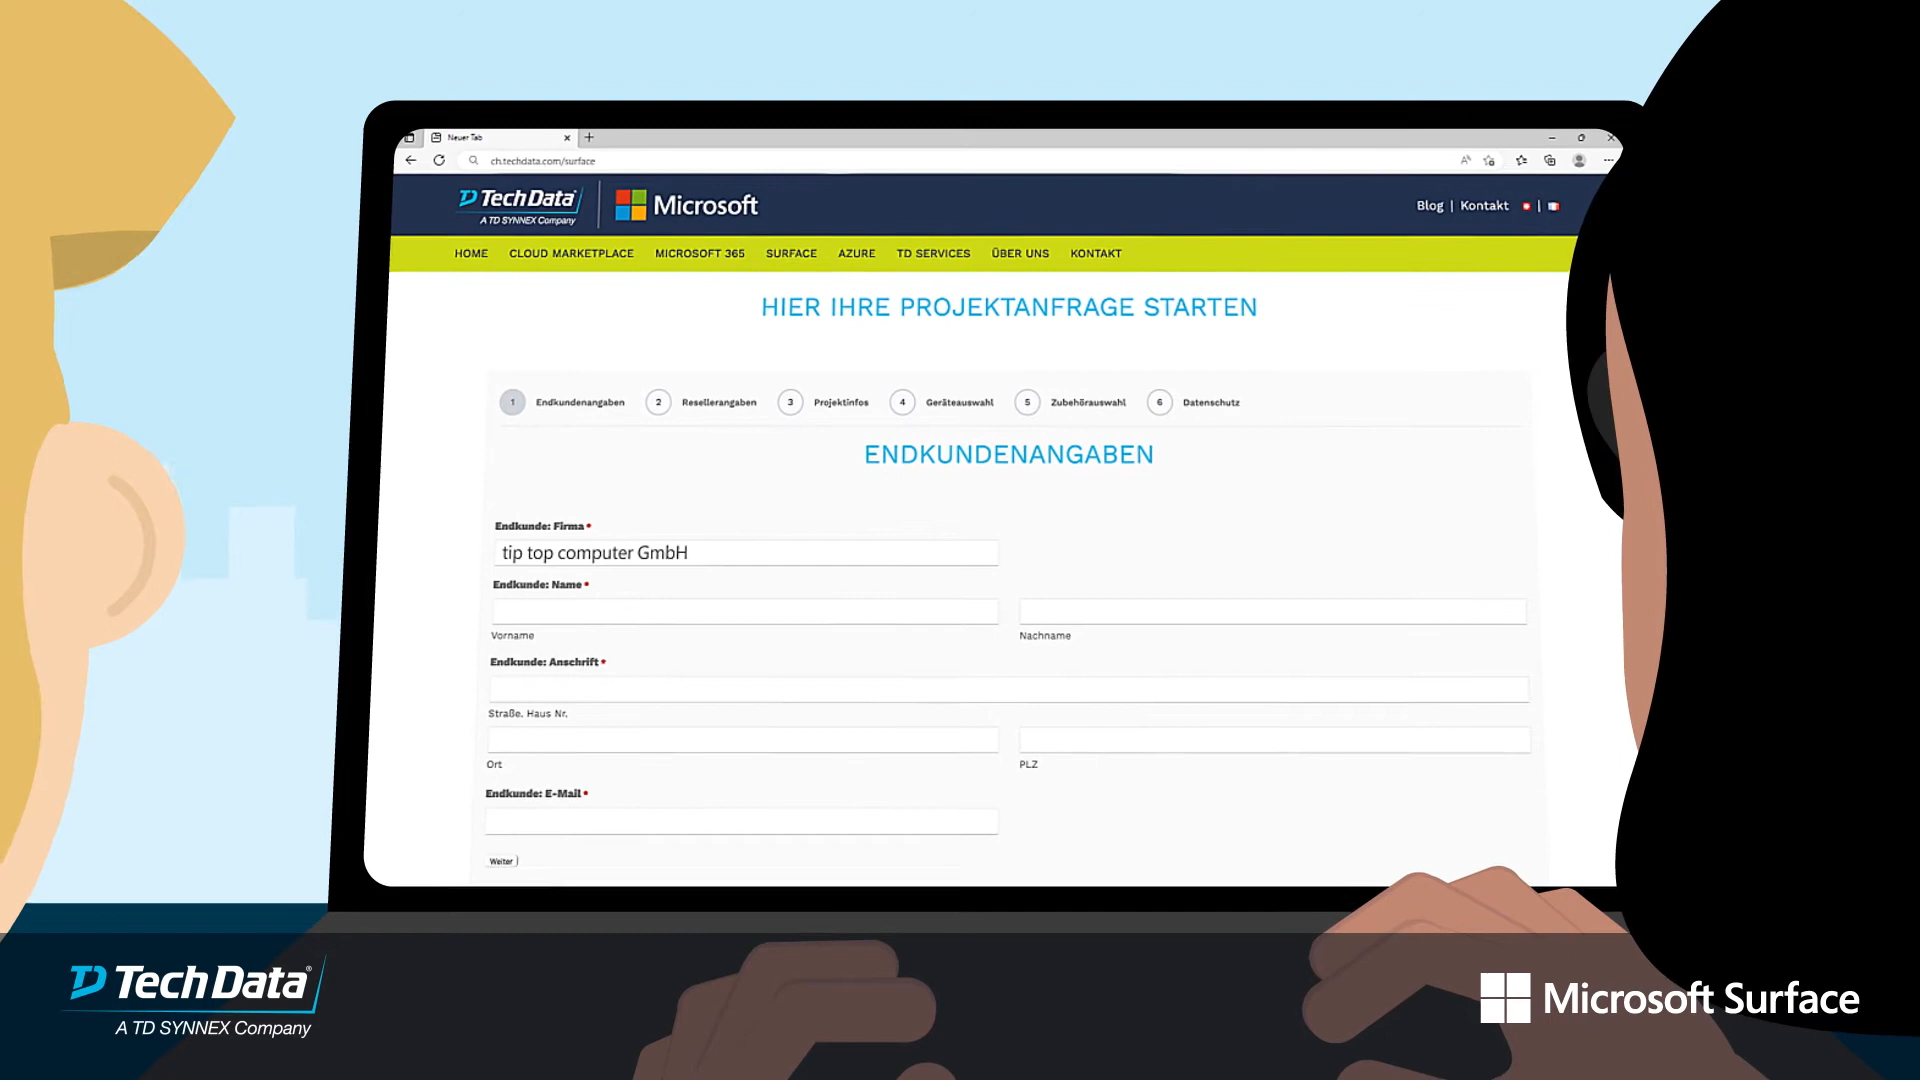 Neuer Tab
ch.techdata.com/surface
TechData
A TD SYNNEX Company
Microsoft
Blog | Kontakt |
HOME CLOUD MARKETPLACE MICROSOFT 365 SURFACE AZURE TD SERVICES ÜBER UNS KONTAKT
HIER IHRE PROJEKTANFRAGE STARTEN
1 Endkundenangaben 2 Resellerangaben 3 Projektinfos 4 Geräteauswahl 5 Zubehörauswahl 6 Datenschutz
ENDKUNDENANGABEN
Endkunde: Firma *
tip top computer GmbH
Endkunde: Name *
Vorname Nachname
Endkunde: Anschrift *
Straße, Haus Nr.
Ort PLZ
Endkunde: E-Mail *
Weiter
TechData®
A TD SYNNEX Company
Microsoft Surface